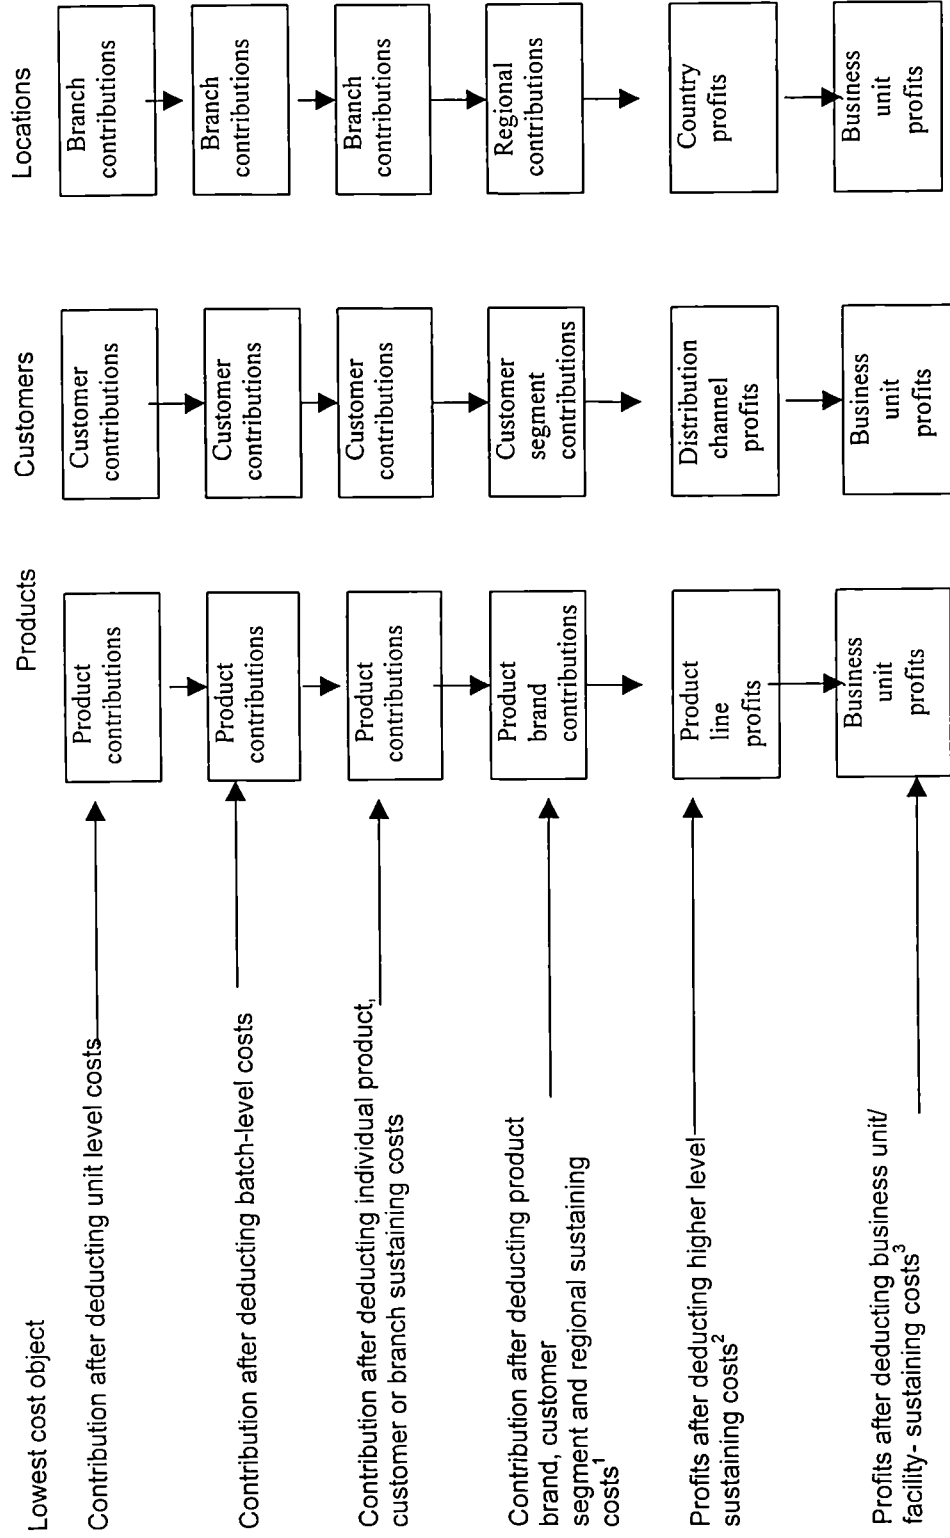 Lowest cost object
Products
Customers
Locations
Contribution after deducting unit level costs
Product
contributions
Customer
contributions
Branch
contributions
Contribution after deducting batch-level costs
Product
contributions
Customer
contributions
Branch
contributions
Contribution after deducting individual product,
customer or branch sustaining costs
Product
contributions
Customer
contributions
Branch
contributions
Contribution after deducting product
brand, customer
segment and regional sustaining
costs¹
Product
brand
contributions
Customer
segment
contributions
Regional
contributions
Profits after deducting higher level
sustaining costs²
Product
line
profits
Distribution
channel
profits
Country
profits
Profits after deducting business unit/
facility- sustaining costs³
Business
unit
profits
Business
unit
profits
Business
unit
profits